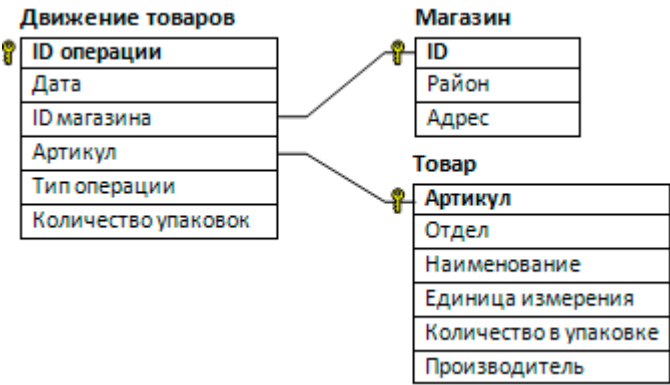 Движение товаров
ID операции
Дата
ID магазина
Артикул
Тип операции
Количество упаковок
Магазин
ID
Район
Адрес
Товар
Артикул
Отдел
Наименование
Единица измерения
Количество в упаковке
Производитель